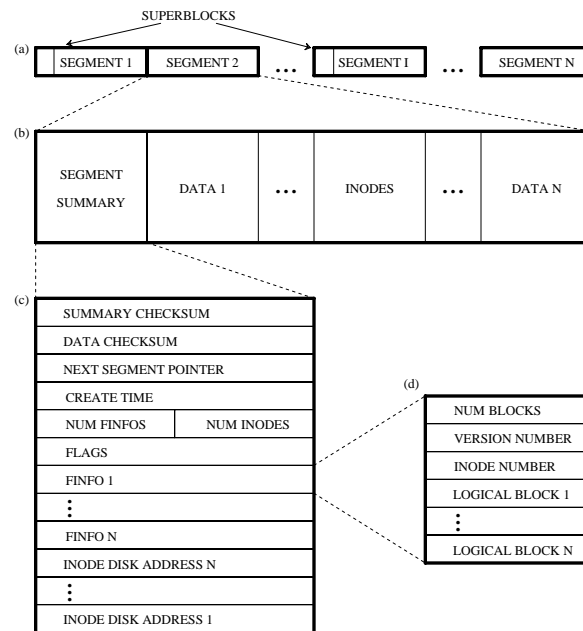 SUPERBLOCKS
(a)
SEGMENT 1
SEGMENT 2
...
SEGMENT I
...
SEGMENT N
(b)
SEGMENT
SUMMARY
DATA 1
...
INODES
...
DATA N
(c)
SUMMARY CHECKSUM
DATA CHECKSUM
NEXT SEGMENT POINTER
CREATE TIME
NUM FINFOS
NUM INODES
FLAGS
FINFO 1
...
FINFO N
INODE DISK ADDRESS N
...
INODE DISK ADDRESS 1
(d)
NUM BLOCKS
VERSION NUMBER
INODE NUMBER
LOGICAL BLOCK 1
...
LOGICAL BLOCK N